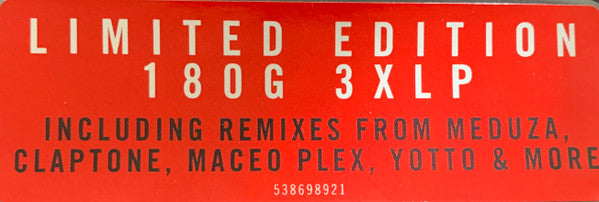 LIMITED EDITION
180G 3XLP
INCLUDING REMIXES FROM MEDUZA,
CLAPTONE, MACEO PLEX, YOTTO & MORE
538698921